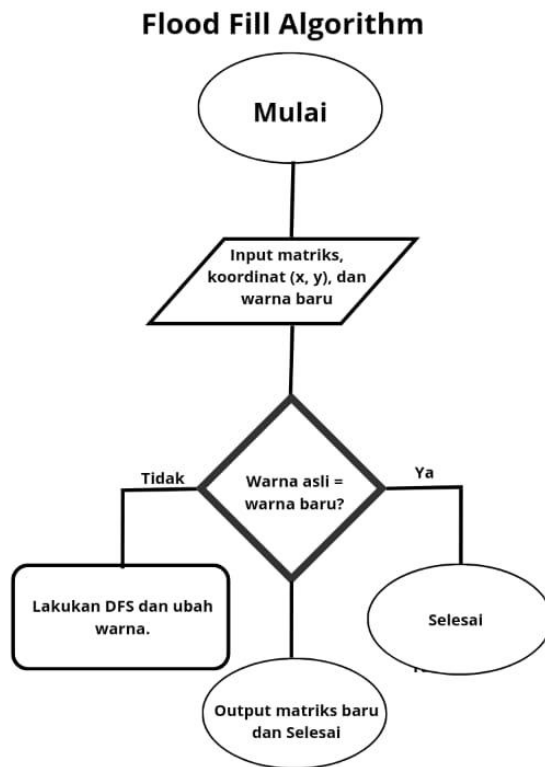 Flood Fill Algorithm
Mulai
Input matriks,
koordinat (x, y), dan
warna baru
Warna asli =
warna baru?
Tidak
Ya
Lakukan DFS dan ubah
warna.
Selesai
Output matriks baru
dan Selesai